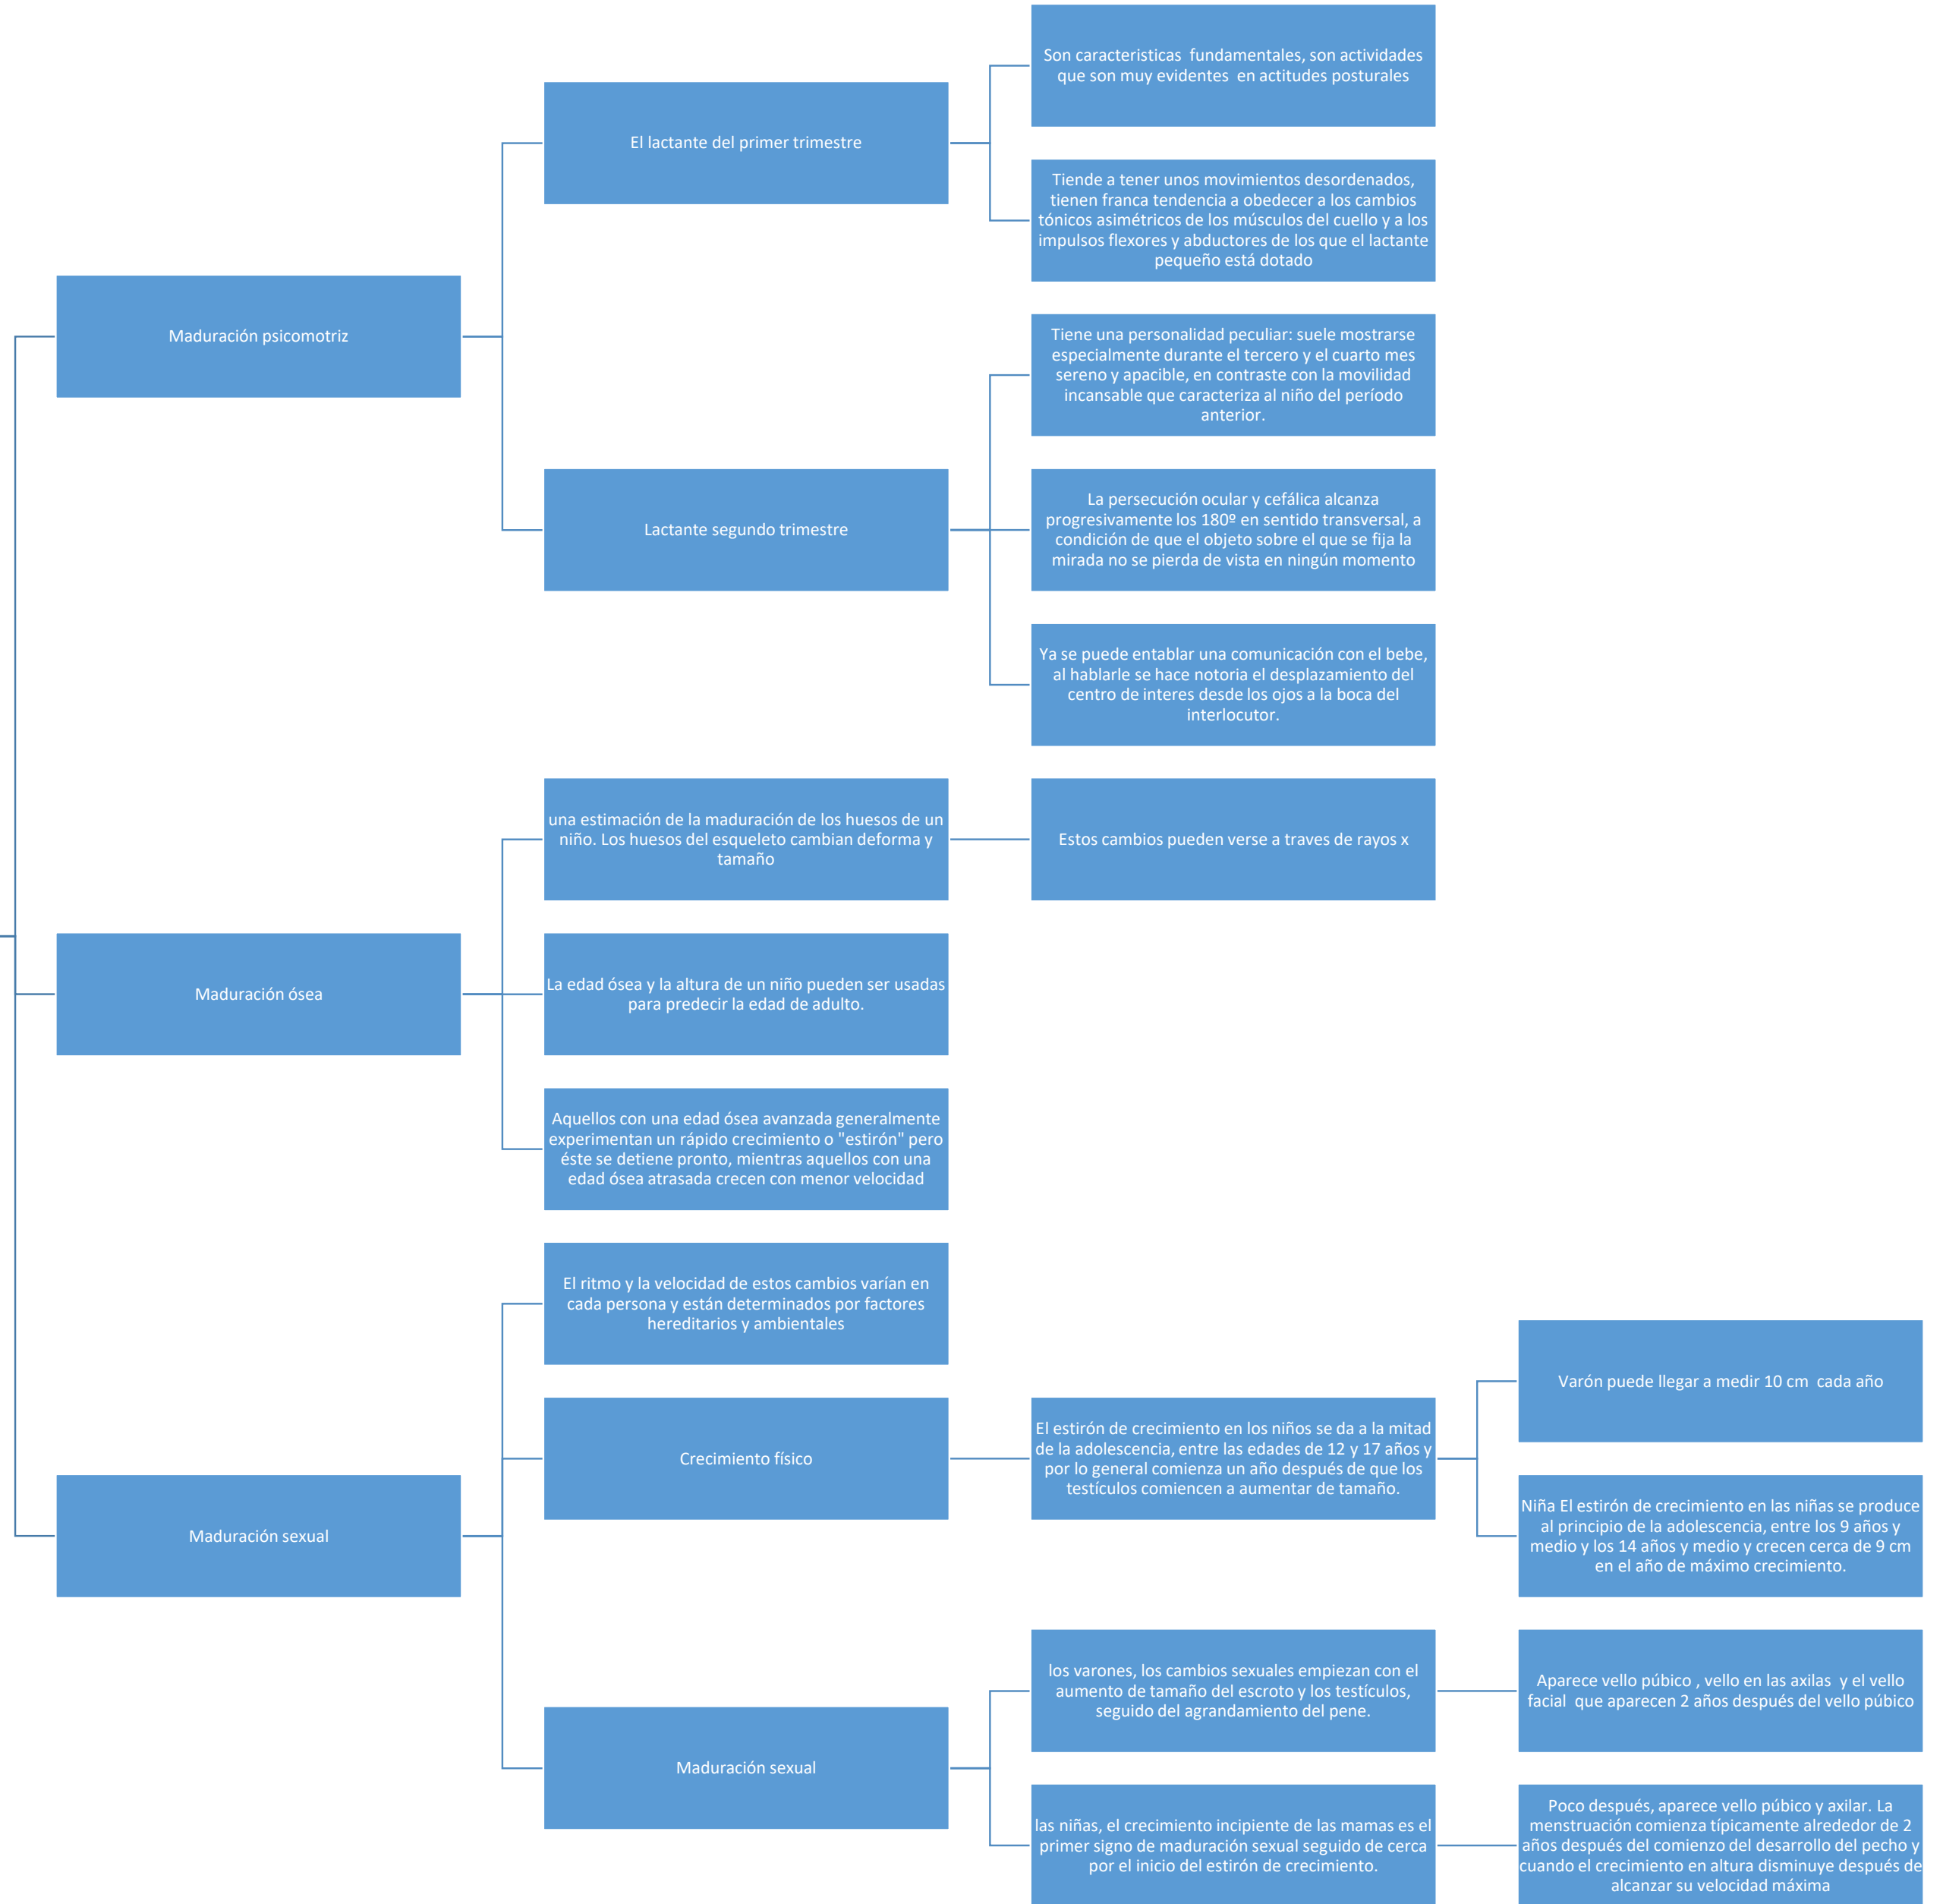 Maduración psicomotriz
El lactante del primer trimestre
Son caracteristicas fundamentales, son actividades
que son muy evidentes en actitudes posturales
Tiende a tener unos movimientos desordenados,
tienen franca tendencia a obedecer a los cambios
tónicos asimétricos de los músculos del cuello y a los
impulsos flexores y abductores de los que el lactante
pequeño está dotado
Lactante segundo trimestre
Tiene una personalidad peculiar: suele mostrarse
especialmente durante el tercero y el cuarto mes
sereno y apacible, en contraste con la movilidad
incansable que caracteriza al niño del período
anterior.
La persecución ocular y cefálica alcanza
progresivamente los 180º en sentido transversal, a
condición de que el objeto sobre el que se fija la
mirada no se pierda de vista en ningún momento
Ya se puede entablar una comunicación con el bebe,
al hablarle se hace notoria el desplazamiento del
centro de interes desde los ojos a la boca del
interlocutor.
Maduración ósea
una estimación de la maduración de los huesos de un
niño. Los huesos del esqueleto cambian deforma y
tamaño
Estos cambios pueden verse a traves de rayos x
La edad ósea y la altura de un niño pueden ser usadas
para predecir la edad de adulto.
Aquellos con una edad ósea avanzada generalmente
experimentan un rápido crecimiento o "estirón" pero
éste se detiene pronto, mientras aquellos con una
edad ósea atrasada crecen con menor velocidad
Maduración sexual
El ritmo y la velocidad de estos cambios varían en
cada persona y están determinados por factores
hereditarios y ambientales
Crecimiento físico
El estirón de crecimiento en los niños se da a la mitad
de la adolescencia, entre las edades de 12 y 17 años y
por lo general comienza un año después de que los
testículos comiencen a aumentar de tamaño.
Varón puede llegar a medir 10 cm cada año
Niña El estirón de crecimiento en las niñas se produce
al principio de la adolescencia, entre los 9 años y
medio y los 14 años y medio y crecen cerca de 9 cm
en el año de máximo crecimiento.
Maduración sexual
los varones, los cambios sexuales empiezan con el
aumento de tamaño del escroto y los testículos,
seguido del agrandamiento del pene.
Aparece vello púbico , vello en las axilas y el vello
facial que aparecen 2 años después del vello púbico
las niñas, el crecimiento incipiente de las mamas es el
primer signo de maduración sexual seguido de cerca
por el inicio del estirón de crecimiento.
Poco después, aparece vello púbico y axilar. La
menstruación comienza típicamente alrededor de 2
años después del comienzo del desarrollo del pecho y
cuando el crecimiento en altura disminuye después de
alcanzar su velocidad máxima